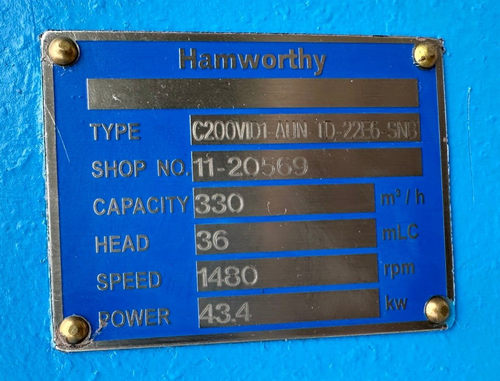 Hamworthy
TYPE C200VID1-AUN TD-22E6-SNB
SHOP NO. 11-20569
CAPACITY 330 m³/h
HEAD 36 mLC
SPEED 1480 rpm
POWER 43.4 kw